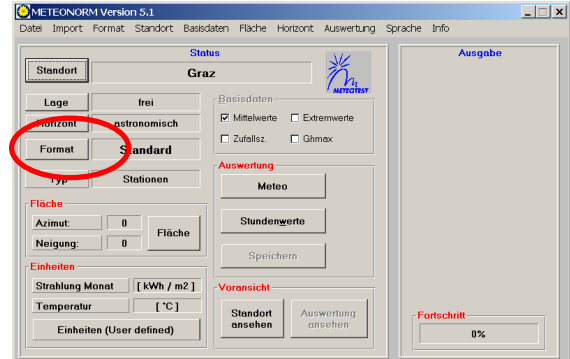 METEONORM Version 5.1
Datei Import Format Standort Basisdaten Fläche Horizont Auswertung Sprache Info
Status
Standort
Graz
METEOTEST
Lage
frei
Horizont
astronomisch
Format
Standard
Typ
Stationen
Fläche
Azimut: 0
Neigung: 0
Fläche
Einheiten
Strahlung Monat [ kWh / m2 ]
Temperatur [ °C ]
Einheiten (User defined)
Basisdaten
Mittelwerte Extremwerte
Zufallsz. Ghmax
Auswertung
Meteo
Stundenwerte
Speichern
Voransicht
Standort
ansehen
Auswertung
ansehen
Ausgabe
Fortschritt
0%